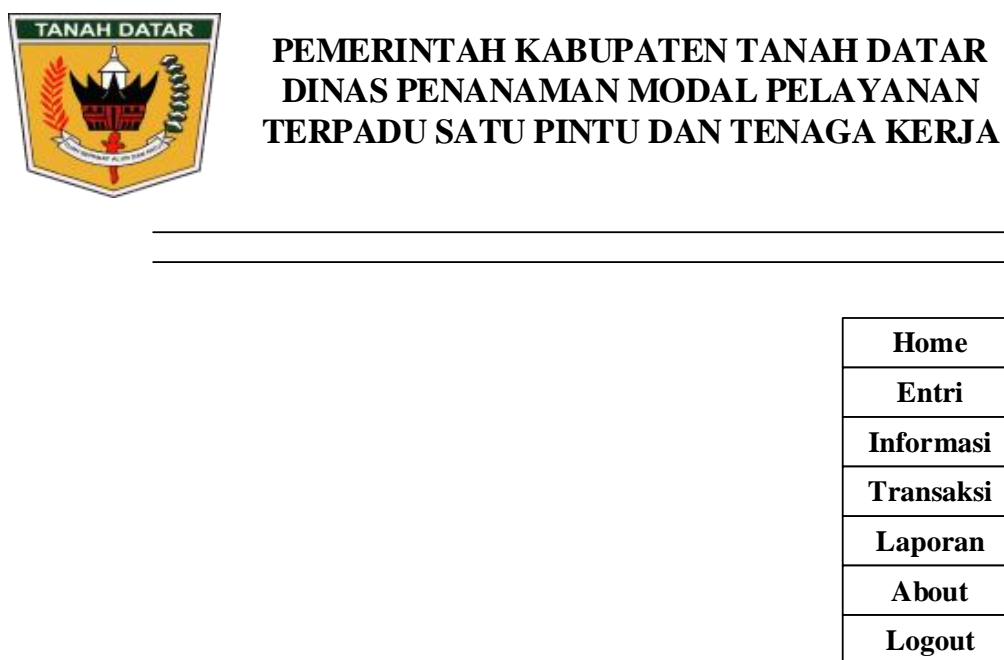 TANAH DATAR
PEMERINTAH KABUPATEN TANAH DATAR
DINAS PENANAMAN MODAL PELAYANAN
TERPADU SATU PINTU DAN TENAGA KERJA
Home
Entri
Informasi
Transaksi
Laporan
About
Logout